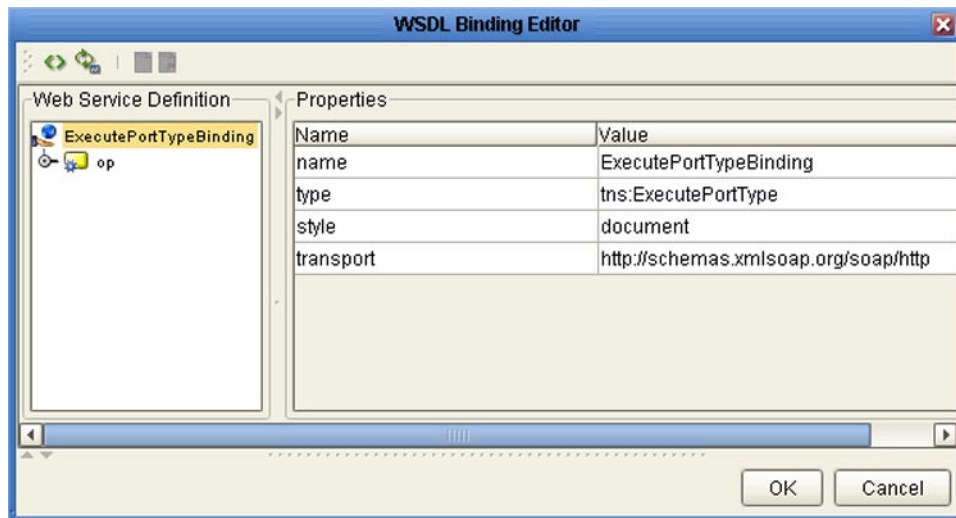 WSDL Binding Editor
Web Service Definition
ExecutePortTypeBinding
op
Properties
Name Value
name ExecutePortTypeBinding
type tns:ExecutePortType
style document
transport http://schemas.xmlsoap.org/soap/http
OK Cancel